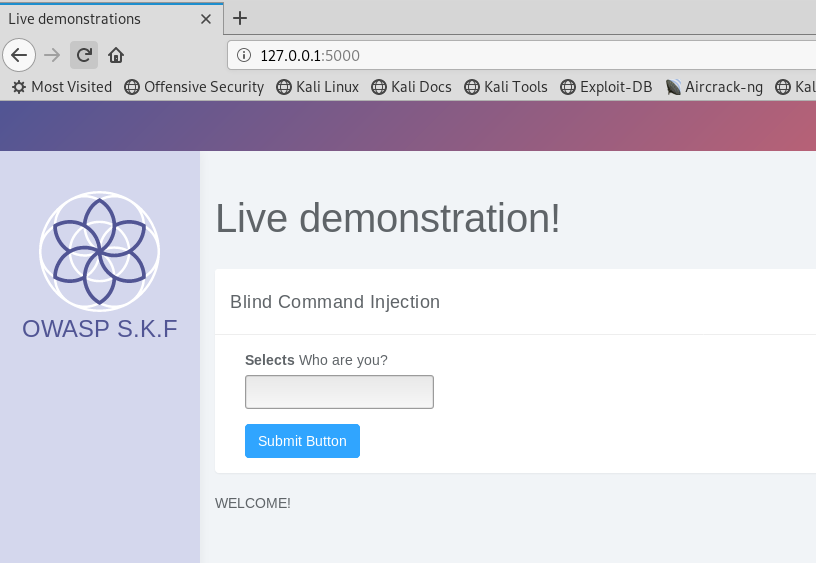 Live demonstrations
127.0.0.1:5000
Most Visited Offensive Security Kali Linux Kali Docs Kali Tools Exploit-DB Aircrack-ng Kal
Live demonstration!
OWASP S.K.F
Blind Command Injection
Selects Who are you?
Submit Button
WELCOME!